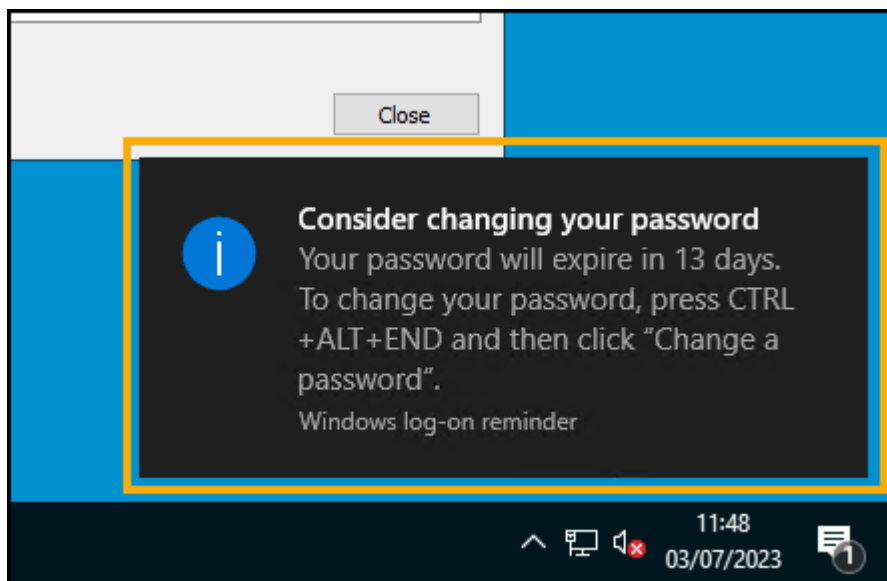 Close
Consider changing your password
Your password will expire in 13 days.
To change your password, press CTRL
+ALT+END and then click “Change a
password”.
Windows log-on reminder
11:48
03/07/2023
1